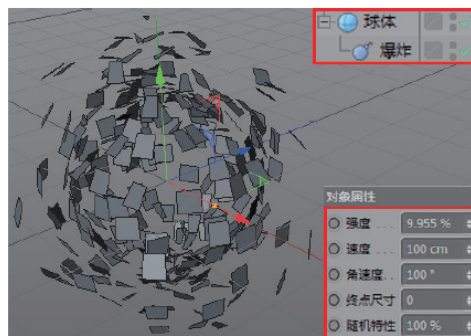 球体
爆炸
对象属性
强度 . . . 9.955 %
速度 . . . . 100 cm
角速度 . . 100 °
终点尺寸 0
随机特性 100 %